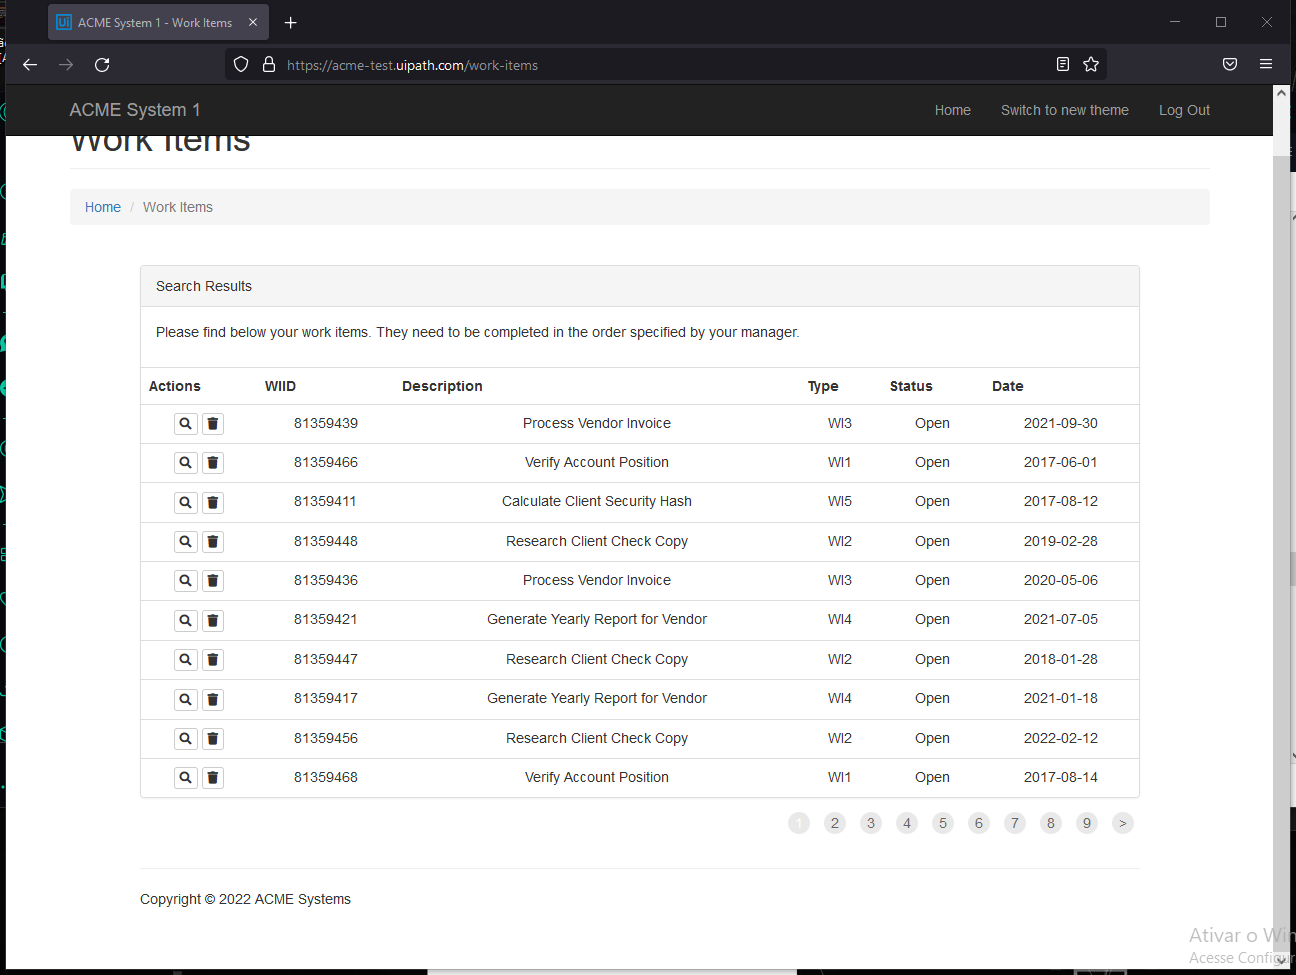 ACME System 1 - Work Items
https://acme-test.uipath.com/work-items
ACME System 1 Home Switch to new theme Log Out
Work Items
Home / Work Items
Search Results
Please find below your work items. They need to be completed in the order specified by your manager.
Actions WIID Description Type Status Date
81359439 Process Vendor Invoice WI3 Open 2021-09-30
81359466 Verify Account Position WI1 Open 2017-06-01
81359411 Calculate Client Security Hash WI5 Open 2017-08-12
81359448 Research Client Check Copy WI2 Open 2019-02-28
81359436 Process Vendor Invoice WI3 Open 2020-05-06
81359421 Generate Yearly Report for Vendor WI4 Open 2021-07-05
81359447 Research Client Check Copy WI2 Open 2018-01-28
81359417 Generate Yearly Report for Vendor WI4 Open 2021-01-18
81359456 Research Client Check Copy WI2 Open 2022-02-12
81359468 Verify Account Position WI1 Open 2017-08-14
1 2 3 4 5 6 7 8 9 >
Copyright © 2022 ACME Systems
Ativar o Win
Acesse Configur